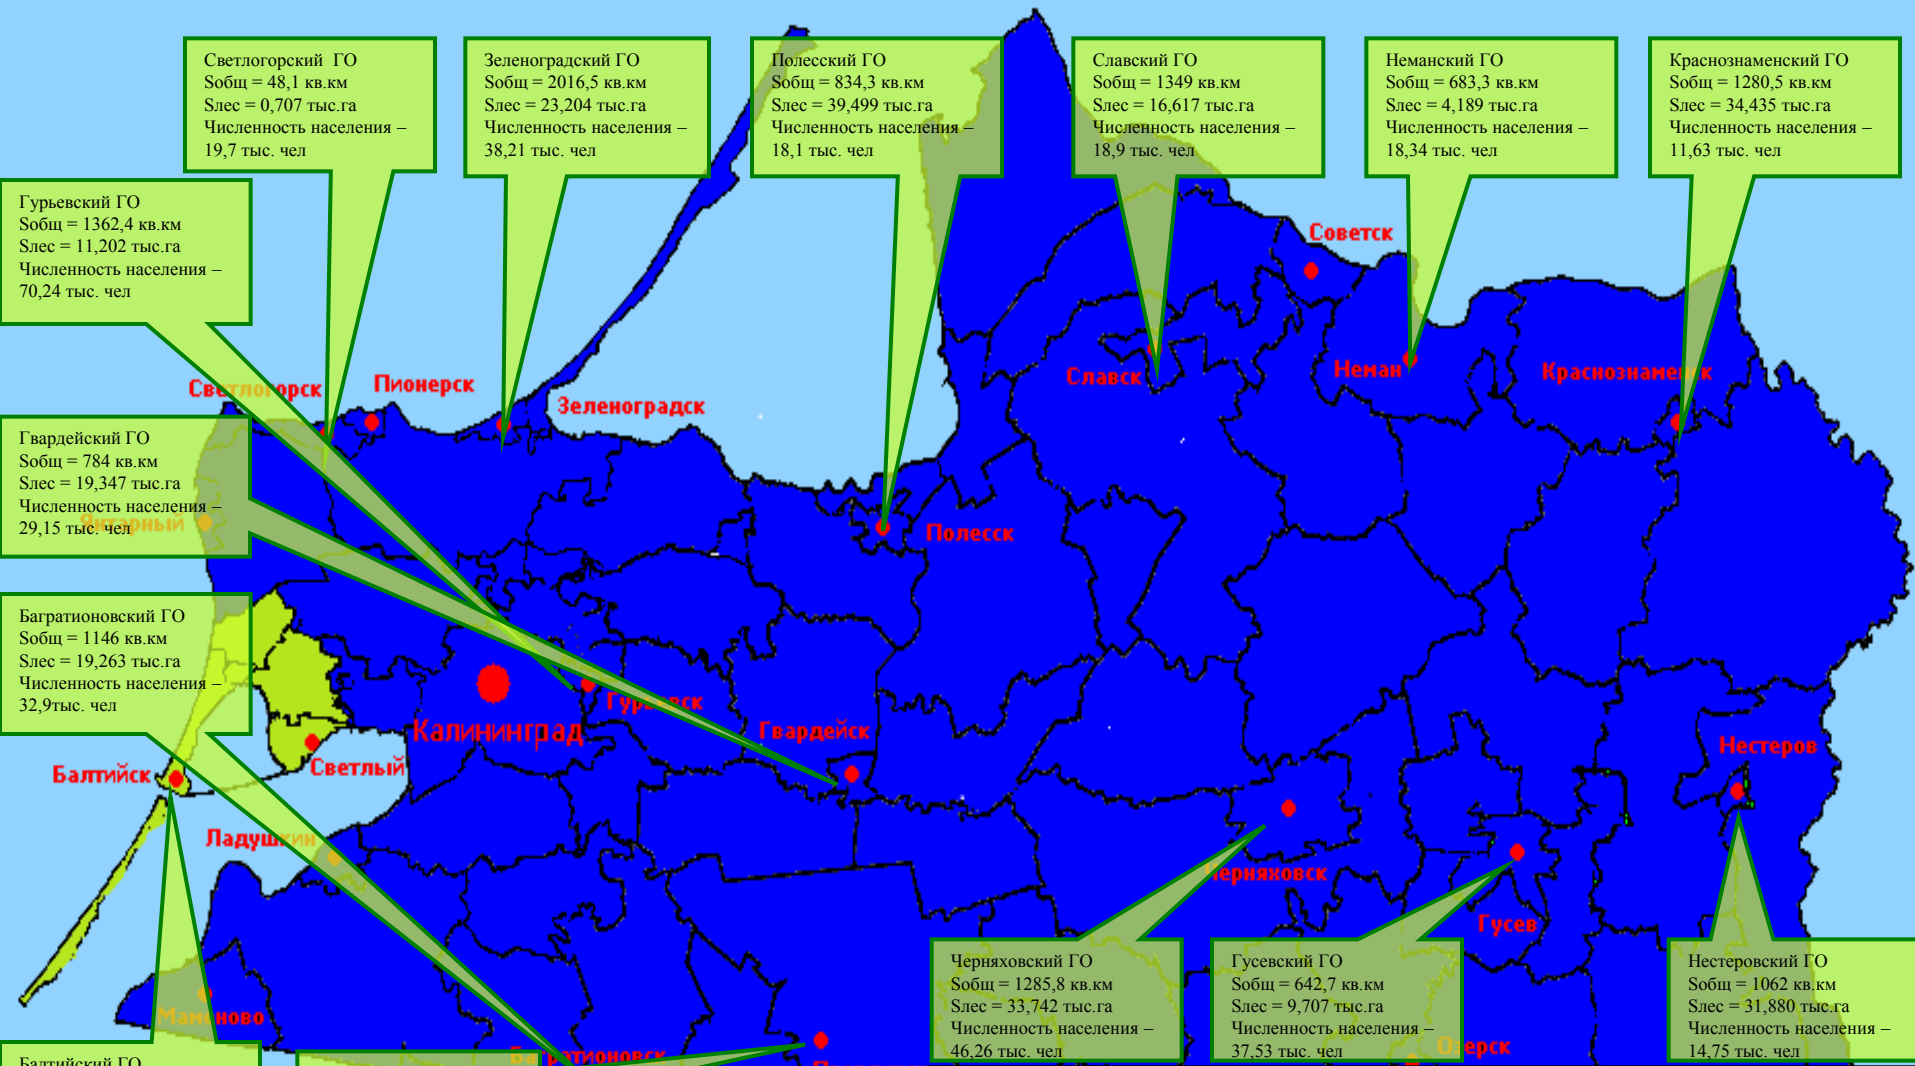 Светлогорский ГО
Sобщ = 48,1 кв.км
Sлес = 0,707 тыс.га
Численность населения –
19,7 тыс. чел
Зеленоградский ГО
Sобщ = 2016,5 кв.км
Sлес = 23,204 тыс.га
Численность населения –
38,21 тыс. чел
Полесский ГО
Sобщ = 834,3 кв.км
Sлес = 39,499 тыс.га
Численность населения –
18,1 тыс. чел
Славский ГО
Sобщ = 1349 кв.км
Sлес = 16,617 тыс.га
Численность населения –
18,9 тыс. чел
Неманский ГО
Sобщ = 683,3 кв.км
Sлес = 4,189 тыс.га
Численность населения –
18,34 тыс. чел
Краснознаменский ГО
Sобщ = 1280,5 кв.км
Sлес = 34,435 тыс.га
Численность населения –
11,63 тыс. чел
Гурьевский ГО
Sобщ = 1362,4 кв.км
Sлес = 11,202 тыс.га
Численность населения –
70,24 тыс. чел
Советск
Светлогорск
Пионерск
Зеленоградск
Славск
Неман
Краснознаменск
Гвардейский ГО
Sобщ = 784 кв.км
Sлес = 19,347 тыс.га
Численность населения –
29,15 тыс. чел
Янтарный
Полесск
Багратионовский ГО
Sобщ = 1146 кв.км
Sлес = 19,263 тыс.га
Численность населения –
32,9тыс. чел
Гурьевск
Калининград
Гвардейск
Нестеров
Балтийск
Светлый
Ладушкин
Черняховск
Гусев
Черняховский ГО
Sобщ = 1285,8 кв.км
Sлес = 33,742 тыс.га
Численность населения –
46,26 тыс. чел
Гусевский ГО
Sобщ = 642,7 кв.км
Sлес = 9,707 тыс.га
Численность населения –
37,53 тыс. чел
Нестеровский ГО
Sобщ = 1062 кв.км
Sлес = 31,880 тыс.га
Численность населения –
14,75 тыс. чел
Мамоново
Багратионовск
Озерск
Балтийский ГО